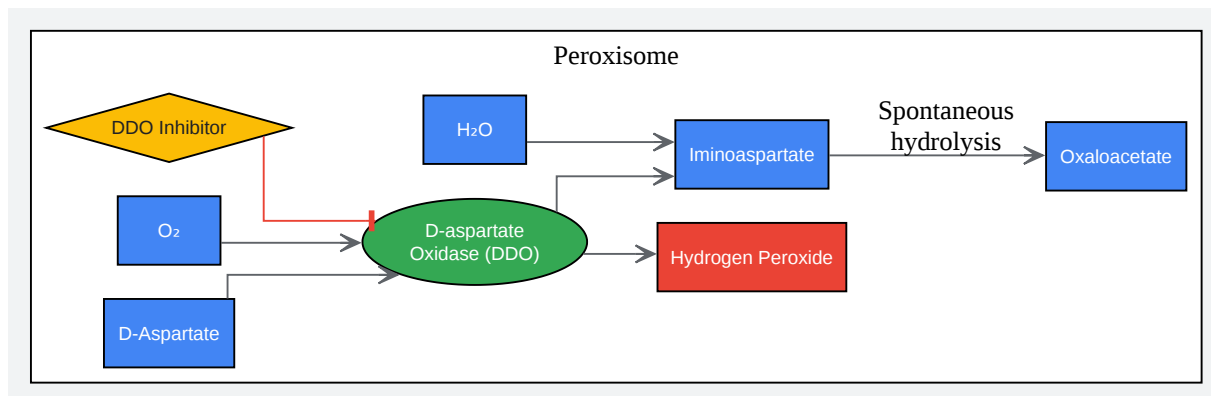 Peroxisome
DDO Inhibitor
H₂O
Spontaneous
hydrolysis
Iminoaspartate
Oxaloacetate
O₂
D-aspartate
Oxidase (DDO)
Hydrogen Peroxide
D-Aspartate